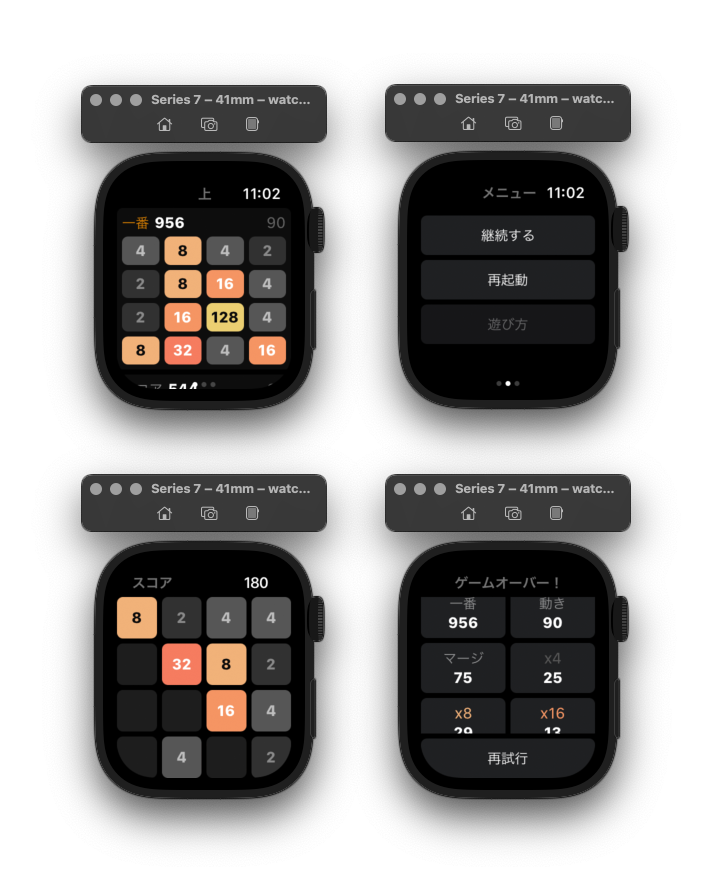 Series 7 – 41mm – watc...
上 11:02
一番 956 90
4 8 4 2
2 8 16 4
2 16 128 4
8 32 4 16
スコア 544
Series 7 – 41mm – watc...
メニュー 11:02
継続する
再起動
遊び方
Series 7 – 41mm – watc...
スコア 180
8 2 4 4
32 8 2
16 4
4 2
Series 7 – 41mm – watc...
ゲームオーバー！
一番 動き
956 90
マージ x4
75 25
x8 x16
29 13
再試行